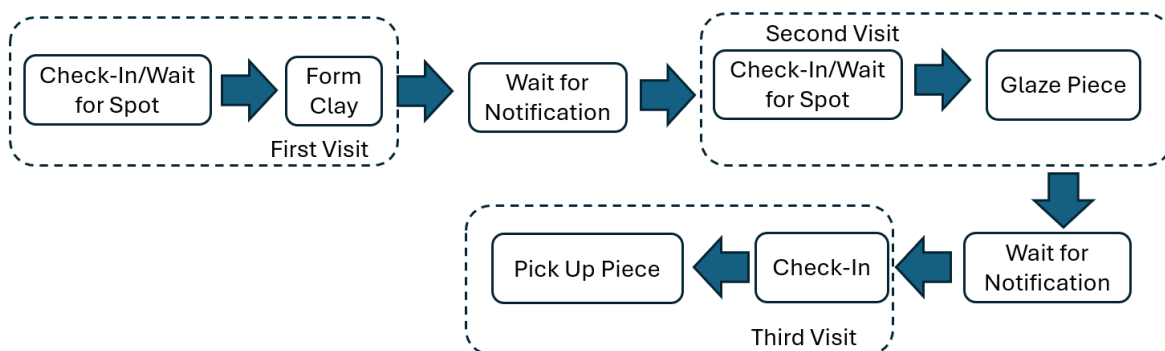 Check-In/Wait
for Spot
Form
Clay
First Visit
Wait for
Notification
Second Visit
Check-In/Wait
for Spot
Glaze Piece
Wait for
Notification
Check-In
Pick Up Piece
Third Visit